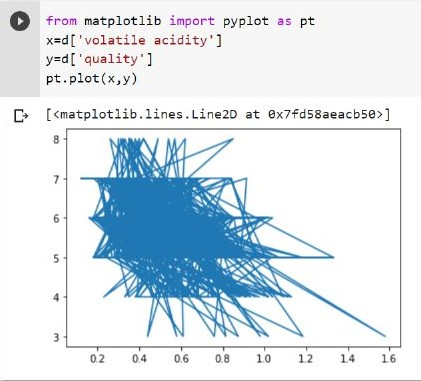 from matplotlib import pyplot as pt
x=d['volatile acidity']
y=d['quality']
pt.plot(x,y)
[<matplotlib.lines.Line2D at 0x7fd58aeacb50>]
8
7
6
5
4
3
0.2 0.4 0.6 0.8 1.0 1.2 1.4 1.6